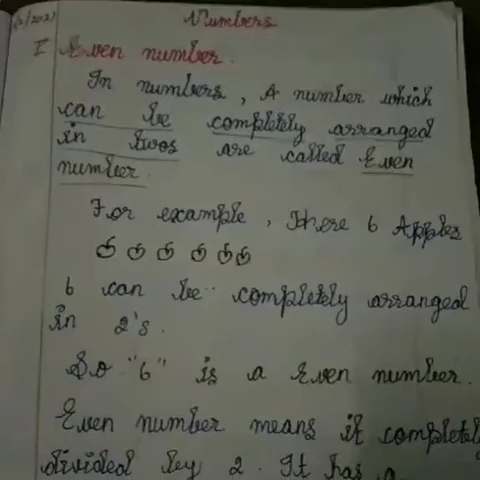 Numbers
I Even number.
In numbers, A number which
can be completely arranged
in twos are called Even
number.
For example, There 6 Apples
6 can be completely arranged
in 2's.
So "6" is a Even number.
Even number means it completely
divided by 2. It has a